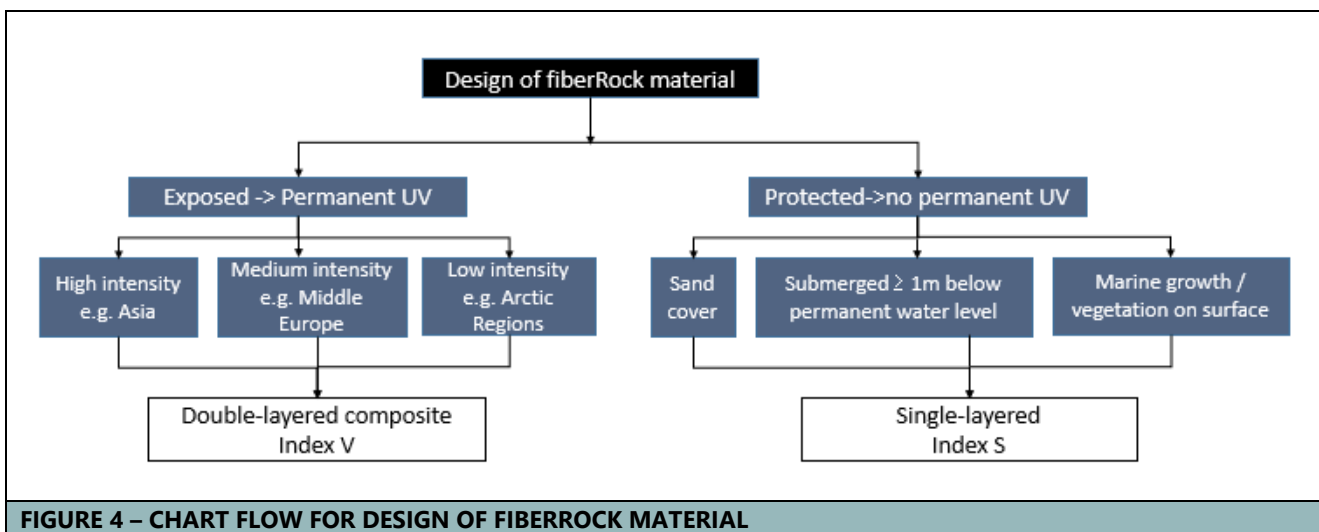 Design of fiberRock material
Exposed -> Permanent UV
Protected->no permanent UV
High intensity
e.g. Asia
Medium intensity
e.g. Middle
Europe
Low intensity
e.g. Arctic
Regions
Sand
cover
Submerged ≥ 1m below
permanent water level
Marine growth /
vegetation on surface
Double-layered composite
Index V
Single-layered
Index S
FIGURE 4 – CHART FLOW FOR DESIGN OF FIBERROCK MATERIAL